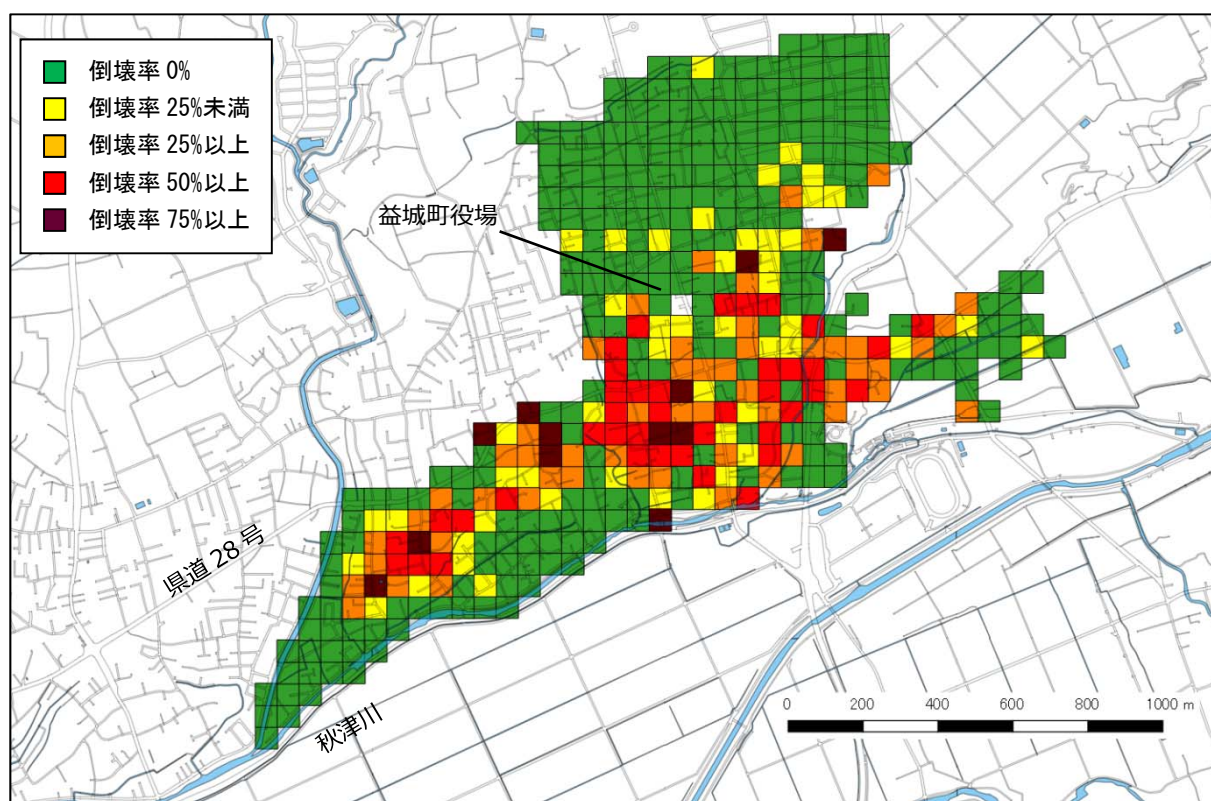 倒壊率 0%
倒壊率 25%未満
倒壊率 25%以上
倒壊率 50%以上
倒壊率 75%以上
益城町役場
県道 28 号
秋津川
0 200 400 600 800 1000 m